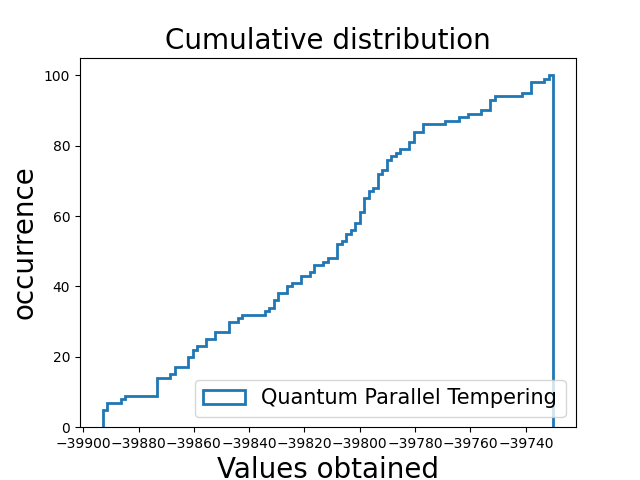 Cumulative distribution
100
80
60
40
20
0
occurrence
Quantum Parallel Tempering
−39900 −39880 −39860 −39840 −39820 −39800 −39780 −39760 −39740
Values obtained